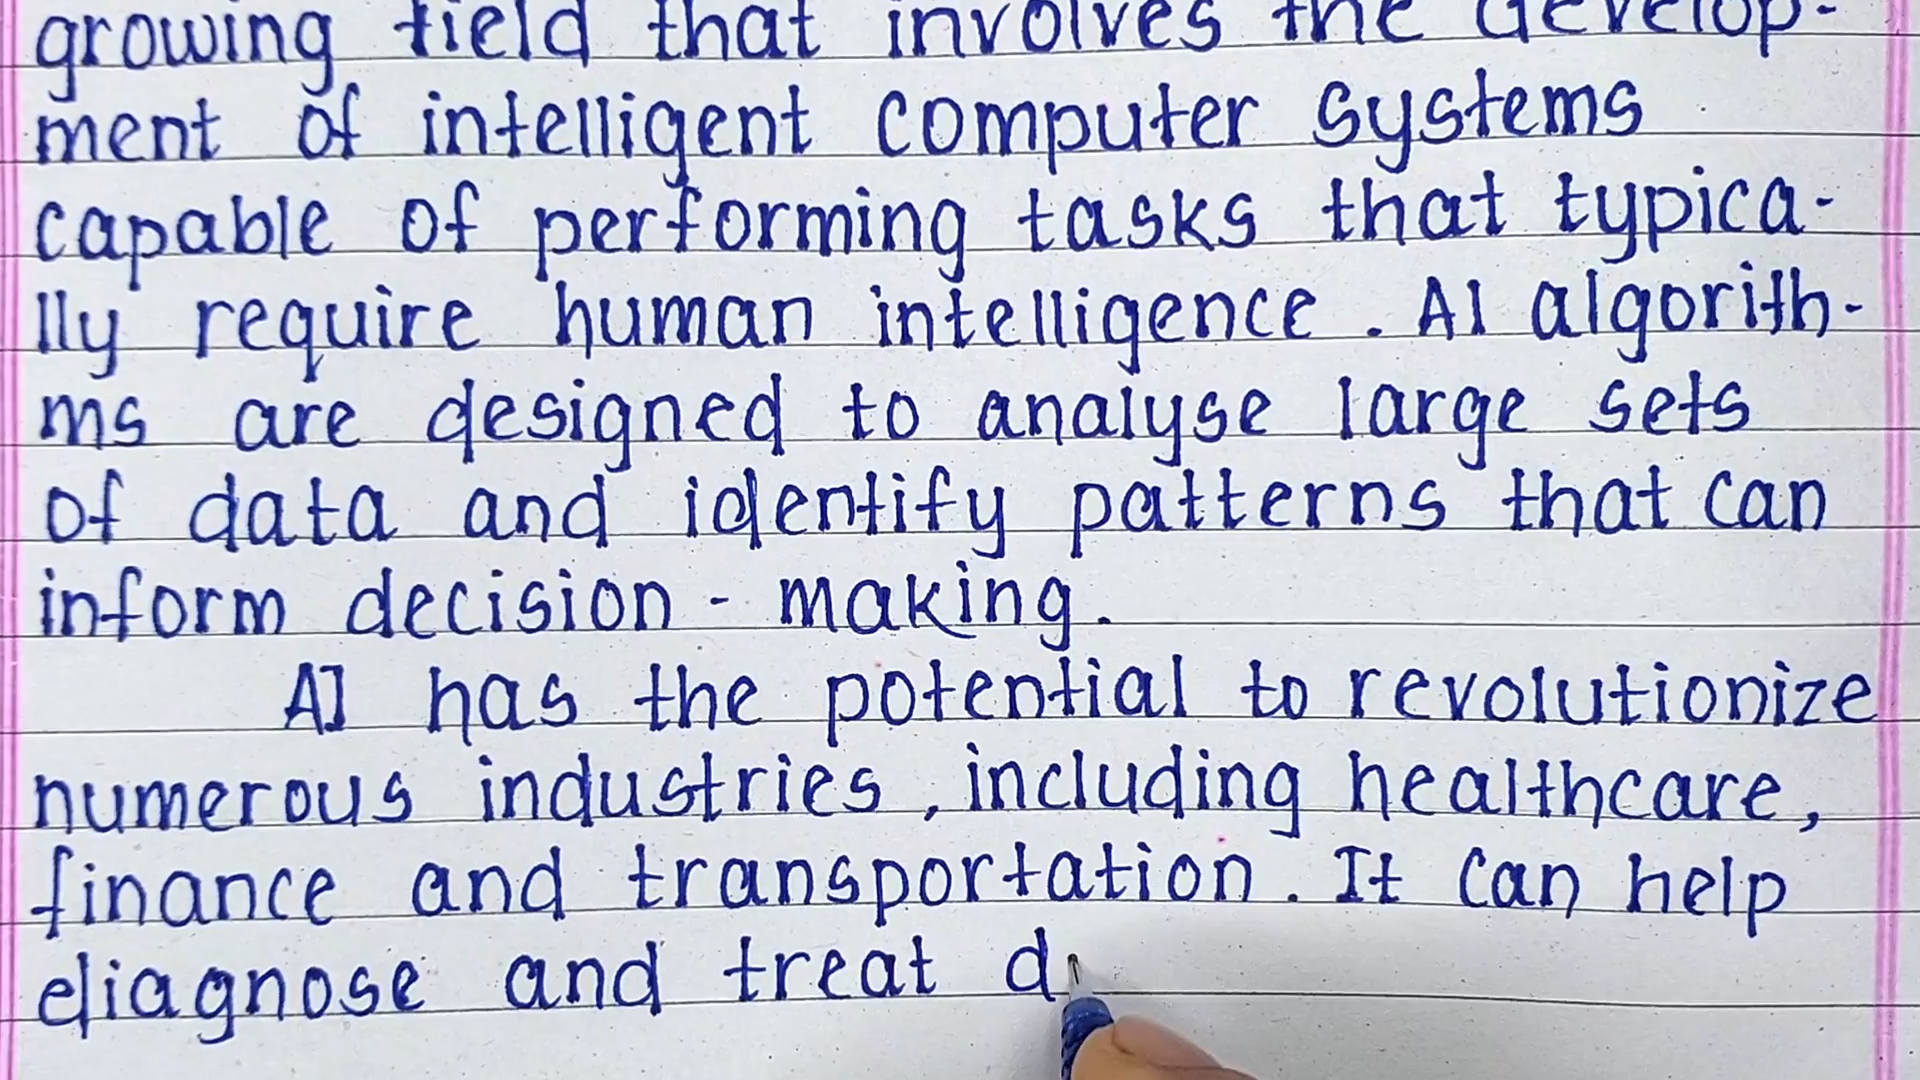 growing field that involves the develop-
ment of intelligent computer systems
capable of performing tasks that typica-
lly require human intelligence. AI algorith-
ms are designed to analyse large sets
of data and identify patterns that can
inform decision - making.
AI has the potential to revolutionize
numerous industries, including healthcare,
finance and transportation. It can help
diagnose and treat d